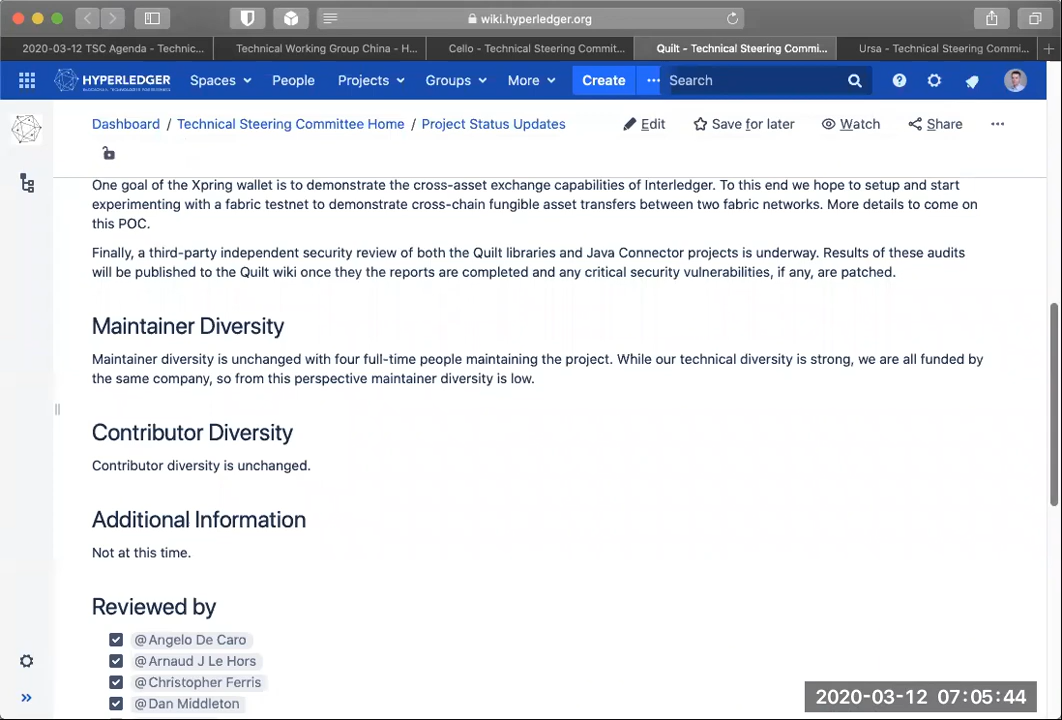 wiki.hyperledger.org
2020-03-12 TSC Agenda - Technic...
Technical Working Group China - H...
Cello - Technical Steering Commit...
Quilt - Technical Steering Commi...
Ursa - Technical Steering Commi...
HYPERLEDGER
Spaces
People
Projects
Groups
More
Create
Search
Dashboard / Technical Steering Committee Home / Project Status Updates
Edit
Save for later
Watch
Share
One goal of the Xpring wallet is to demonstrate the cross-asset exchange capabilities of Interledger. To this end we hope to setup and start
experimenting with a fabric testnet to demonstrate cross-chain fungible asset transfers between two fabric networks. More details to come on
this POC.
Finally, a third-party independent security review of both the Quilt libraries and Java Connector projects is underway. Results of these audits
will be published to the Quilt wiki once they the reports are completed and any critical security vulnerabilities, if any, are patched.
Maintainer Diversity
Maintainer diversity is unchanged with four full-time people maintaining the project. While our technical diversity is strong, we are all funded by
the same company, so from this perspective maintainer diversity is low.
Contributor Diversity
Contributor diversity is unchanged.
Additional Information
Not at this time.
Reviewed by
@Angelo De Caro
@Arnaud J Le Hors
@Christopher Ferris
@Dan Middleton
2020-03-12 07:05:44